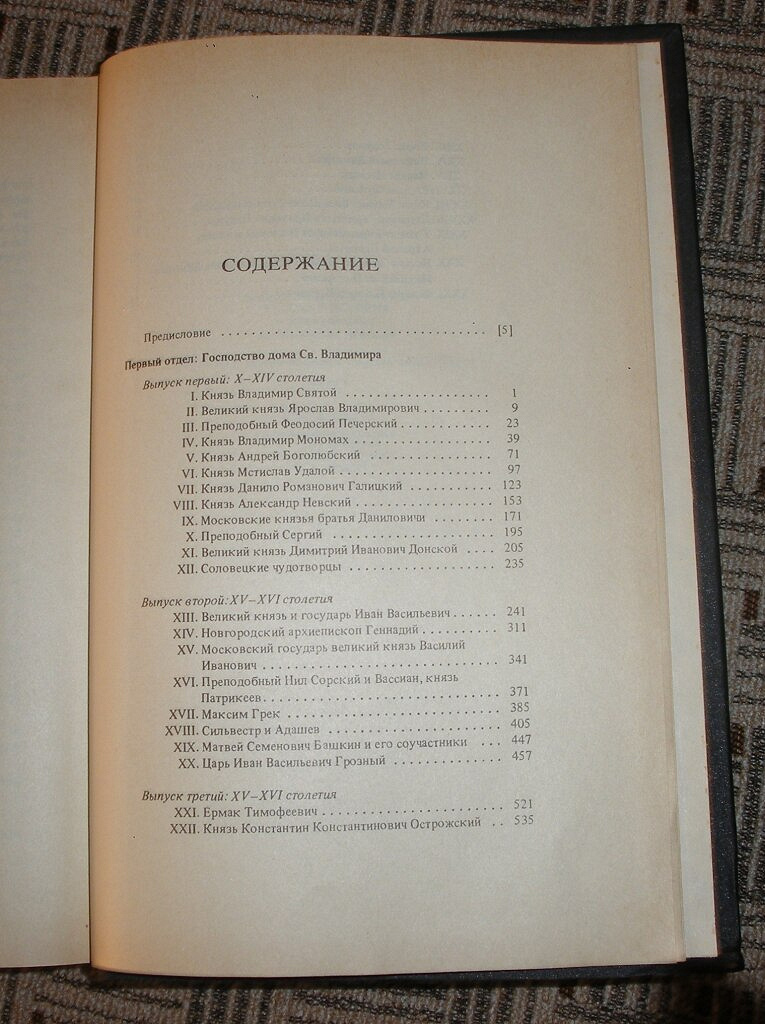 СОДЕРЖАНИЕ
Предисловие . . . . . . . . . . . . . . . . . . . . . . . . . . . . . . . . . . . [5]
Первый отдел: Господство дома Св. Владимира
Выпуск первый: X–XIV столетия
I. Князь Владимир Святой . . . . . . . . . . . . . . . . . . . 1
II. Великий князь Ярослав Владимирович . . . . . . . . . 9
III. Преподобный Феодосий Печерский . . . . . . . . . . . . 23
IV. Князь Владимир Мономах . . . . . . . . . . . . . . . . . . 39
V. Князь Андрей Боголюбский . . . . . . . . . . . . . . . . 71
VI. Князь Мстислав Удалой . . . . . . . . . . . . . . . . . . . . 97
VII. Князь Данило Романович Галицкий . . . . . . . . . . . 123
VIII. Князь Александр Невский . . . . . . . . . . . . . . . . . . 153
IX. Московские князья братья Даниловичи . . . . . . . . 171
X. Преподобный Сергий . . . . . . . . . . . . . . . . . . . . . 195
XI. Великий князь Димитрий Иванович Донской . . . . 205
XII. Соловецкие чудотворцы . . . . . . . . . . . . . . . . . . . 235
Выпуск второй: XV–XVI столетия
XIII. Великий князь и государь Иван Васильевич . . . . . . 241
XIV. Новгородский архиепископ Геннадий . . . . . . . . . . 311
XV. Московский государь великий князь Василий
Иванович . . . . . . . . . . . . . . . . . . . . . . . . . . . . . . 341
XVI. Преподобный Нил Сорский и Вассиан, князь
Патрикеев . . . . . . . . . . . . . . . . . . . . . . . . . . . . . . 371
XVII. Максим Грек . . . . . . . . . . . . . . . . . . . . . . . . . . . 385
XVIII. Сильвестр и Адашев . . . . . . . . . . . . . . . . . . . . . . 405
XIX. Матвей Семенович Башкин и его соучастники . . . 447
XX. Царь Иван Васильевич Грозный . . . . . . . . . . . . . . 457
Выпуск третий: XV–XVI столетия
XXI. Ермак Тимофеевич . . . . . . . . . . . . . . . . . . . . . . . 521
XXII. Князь Константин Константинович Острожский . . 535